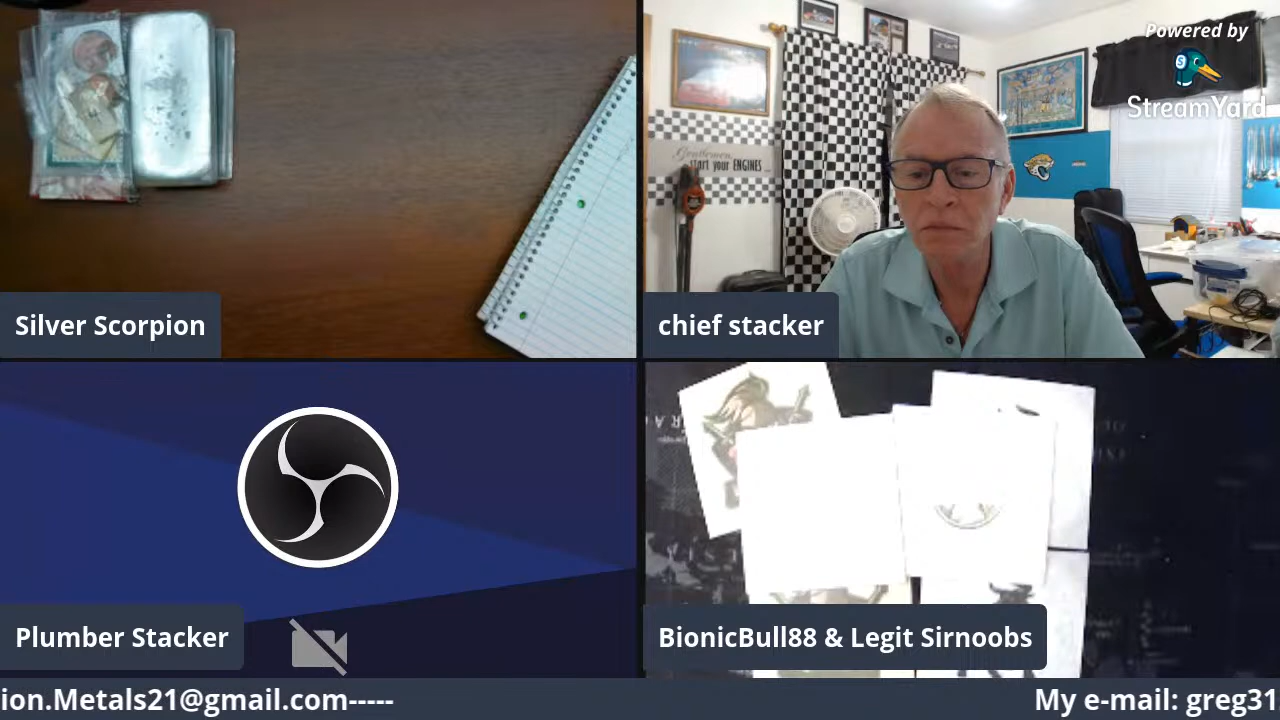 Powered by
StreamYard
Gentlemen,
start your ENGINES
Silver Scorpion
chief stacker
Plumber Stacker
BionicBull88 & Legit Sirnoobs
ion.Metals21@gmail.com-----
My e-mail: greg31